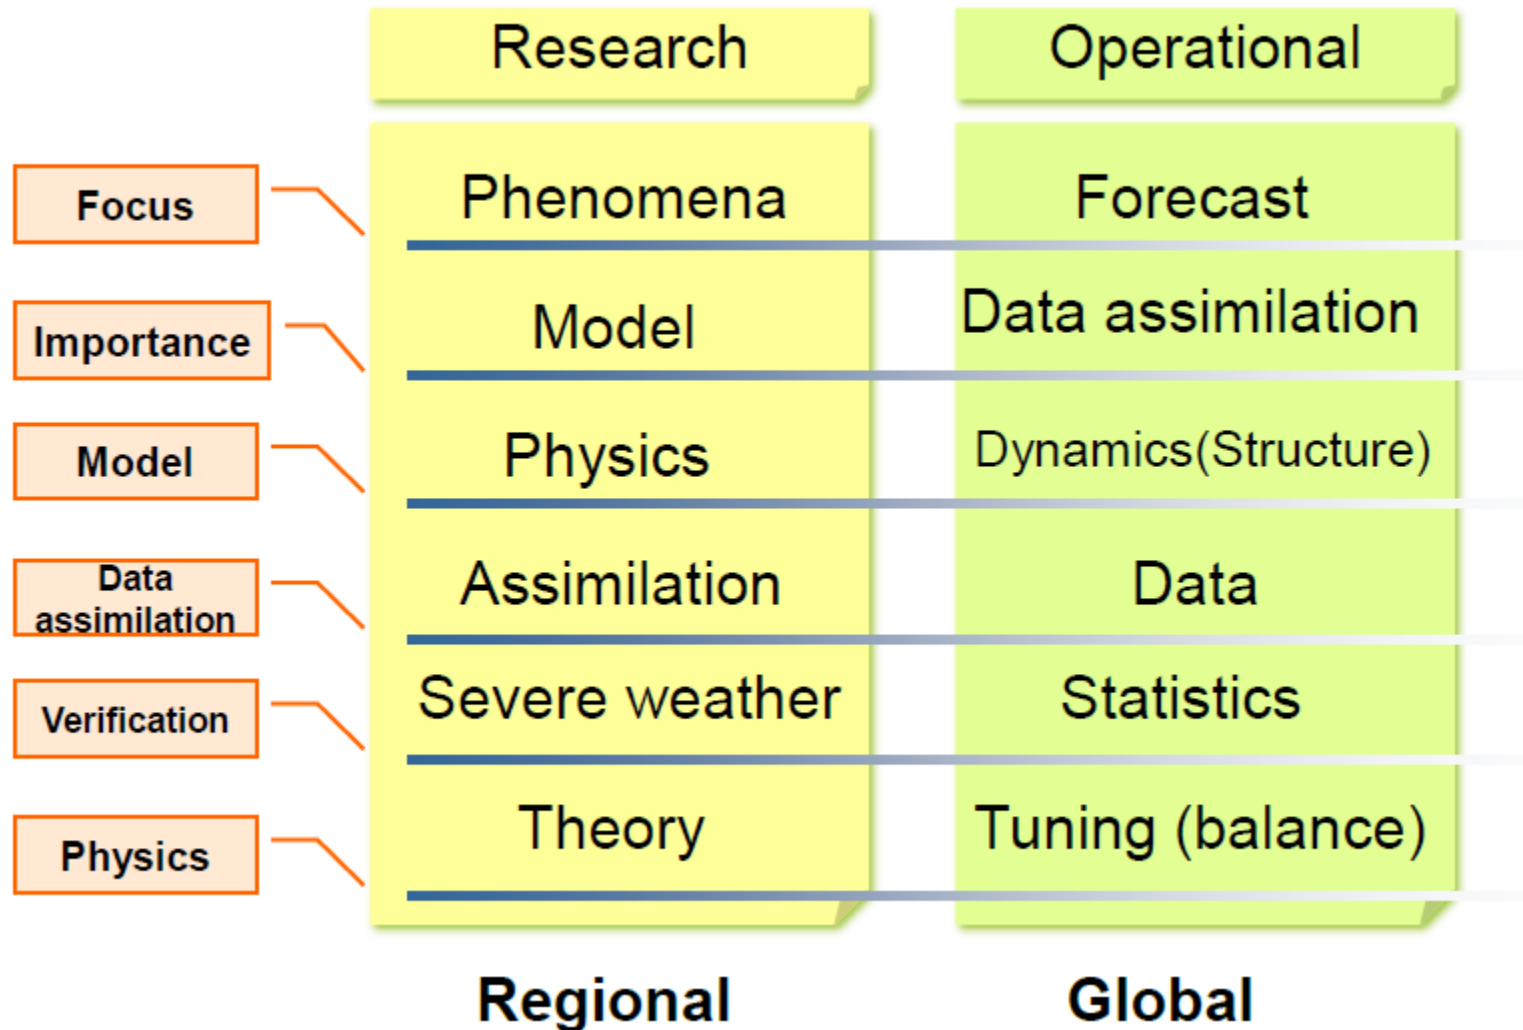 Research Operational
Focus Phenomena Forecast
Importance Model Data assimilation
Model Physics Dynamics(Structure)
Data
assimilation Assimilation Data
Verification Severe weather Statistics
Physics Theory Tuning (balance)
Regional Global